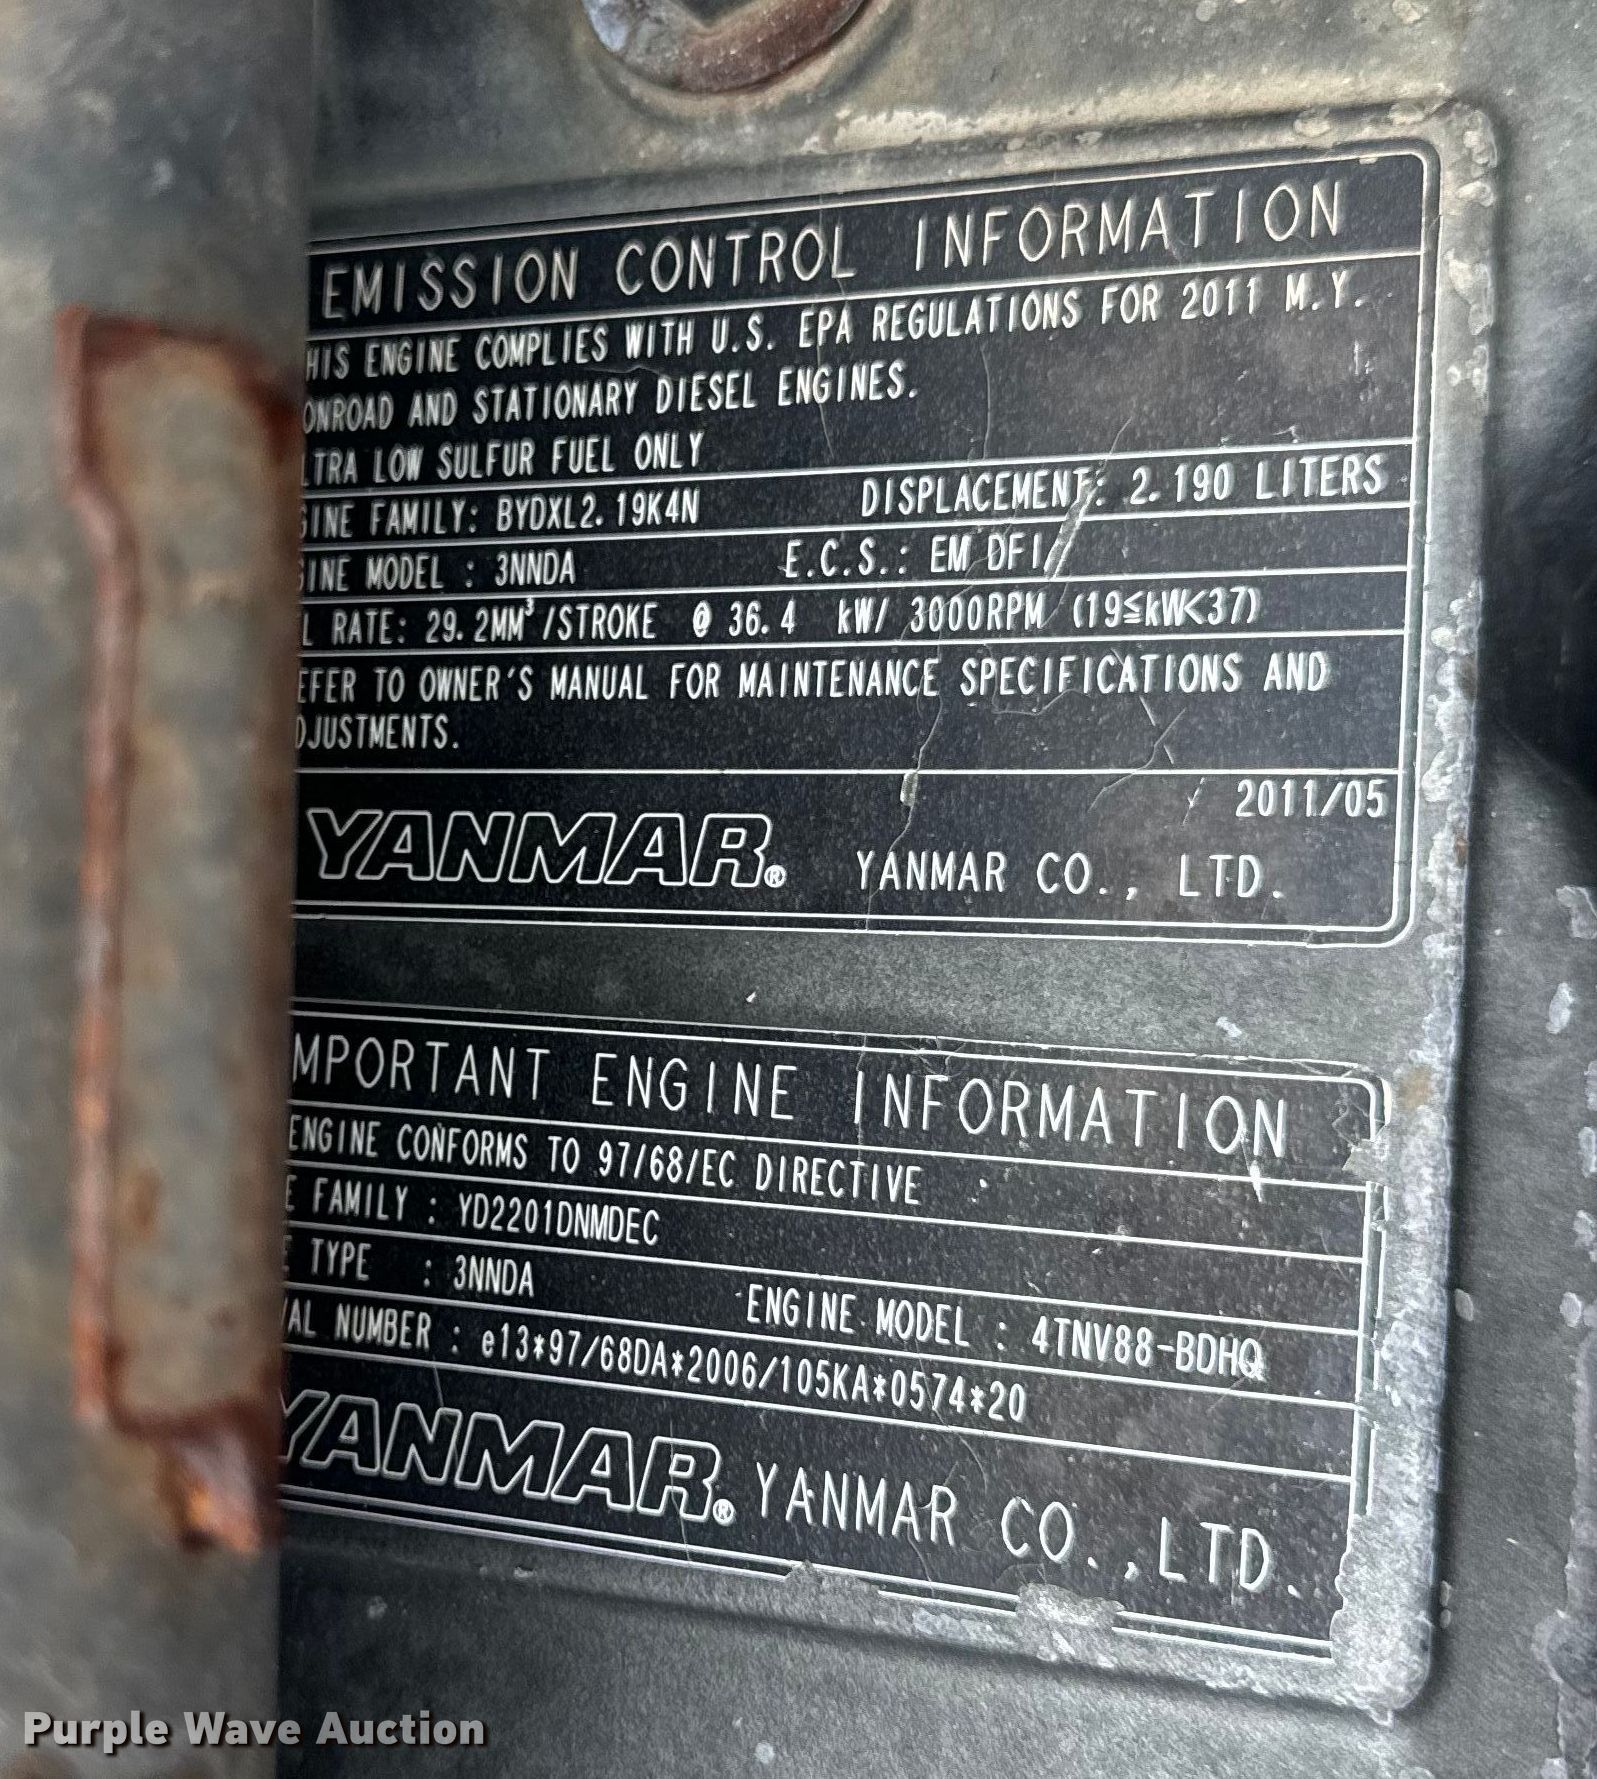 EMISSION CONTROL INFORMATION
HIS ENGINE COMPLIES WITH U.S. EPA REGULATIONS FOR 2011 M.Y.
ONROAD AND STATIONARY DIESEL ENGINES.
LTRA LOW SULFUR FUEL ONLY
GINE FAMILY: BYDXL2.19K4N DISPLACEMENT: 2.190 LITERS
GINE MODEL : 3NNDA E.C.S.: EM DFI
L RATE: 29.2MM³/STROKE @ 36.4 kW/ 3000RPM (19≦kW<37)
EFER TO OWNER'S MANUAL FOR MAINTENANCE SPECIFICATIONS AND
DJUSTMENTS.
2011/05
YANMAR® YANMAR CO., LTD.
MPORTANT ENGINE INFORMATION
ENGINE CONFORMS TO 97/68/EC DIRECTIVE
E FAMILY : YD2201DNMDEC
E TYPE : 3NNDA ENGINE MODEL : 4TNV88-BDHQ
VAL NUMBER : e13*97/68DA*2006/105KA*0574*20
YANMAR® YANMAR CO.,LTD.
Purple Wave Auction